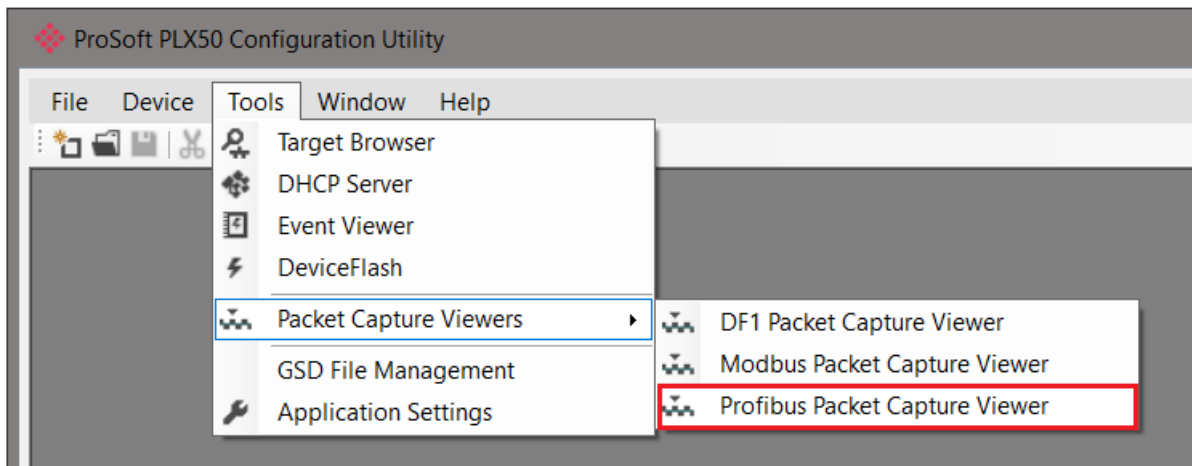 ProSoft PLX50 Configuration Utility
File Device Tools Window Help
Target Browser
DHCP Server
Event Viewer
DeviceFlash
Packet Capture Viewers
GSD File Management
Application Settings
DF1 Packet Capture Viewer
Modbus Packet Capture Viewer
Profibus Packet Capture Viewer